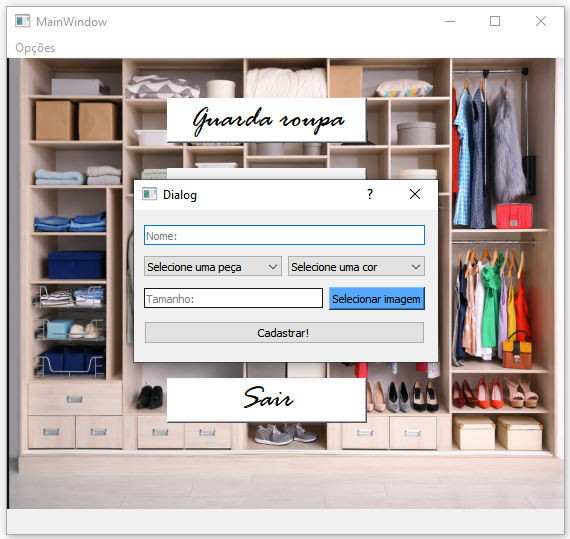 MainWindow
Opções
Guarda roupa
Dialog
?
Nome:
Selecione uma peça
Selecione uma cor
Tamanho:
Selecionar imagem
Cadastrar!
Sair